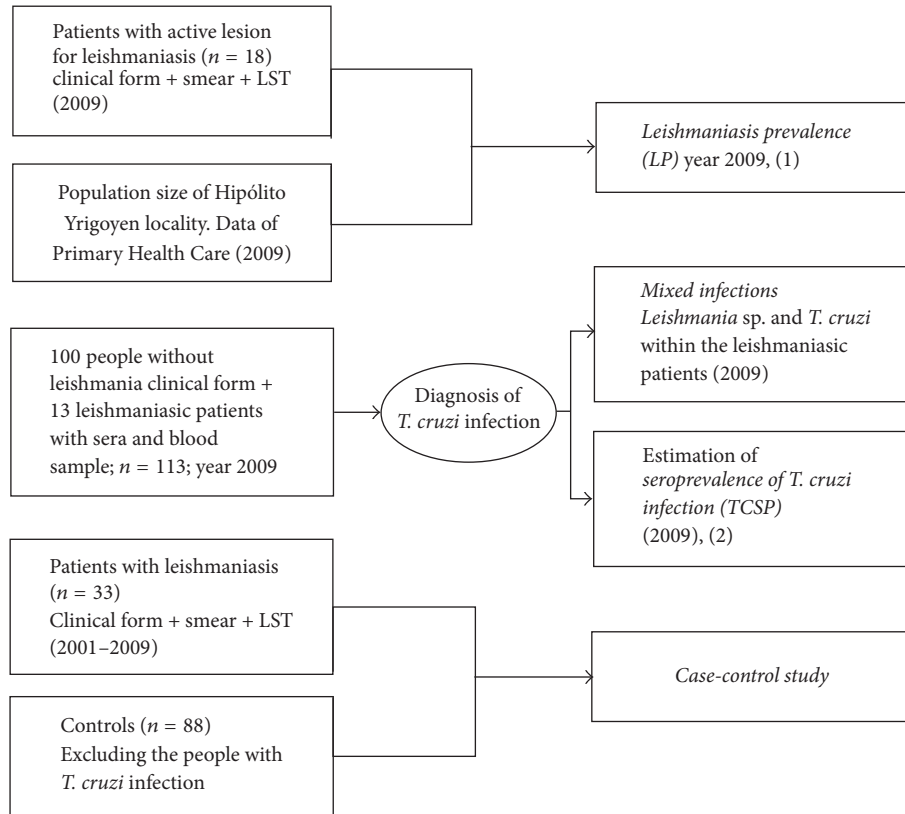 Patients with active lesion
for leishmaniasis (n = 18)
clinical form + smear + LST
(2009)
Population size of Hipólito
Yrigoyen locality. Data of
Primary Health Care (2009)
Leishmaniasis prevalence
(LP) year 2009, (1)
100 people without
leishmania clinical form +
13 leishmaniasic patients
with sera and blood
sample; n = 113; year 2009
Diagnosis of
T. cruzi infection
Mixed infections
Leishmania sp. and T. cruzi
within the leishmaniasic
patients (2009)
Estimation of
seroprevalence of T. cruzi
infection (TCSP)
(2009), (2)
Patients with leishmaniasis
(n = 33)
Clinical form + smear + LST
(2001–2009)
Controls (n = 88)
Excluding the people with
T. cruzi infection
Case-control study